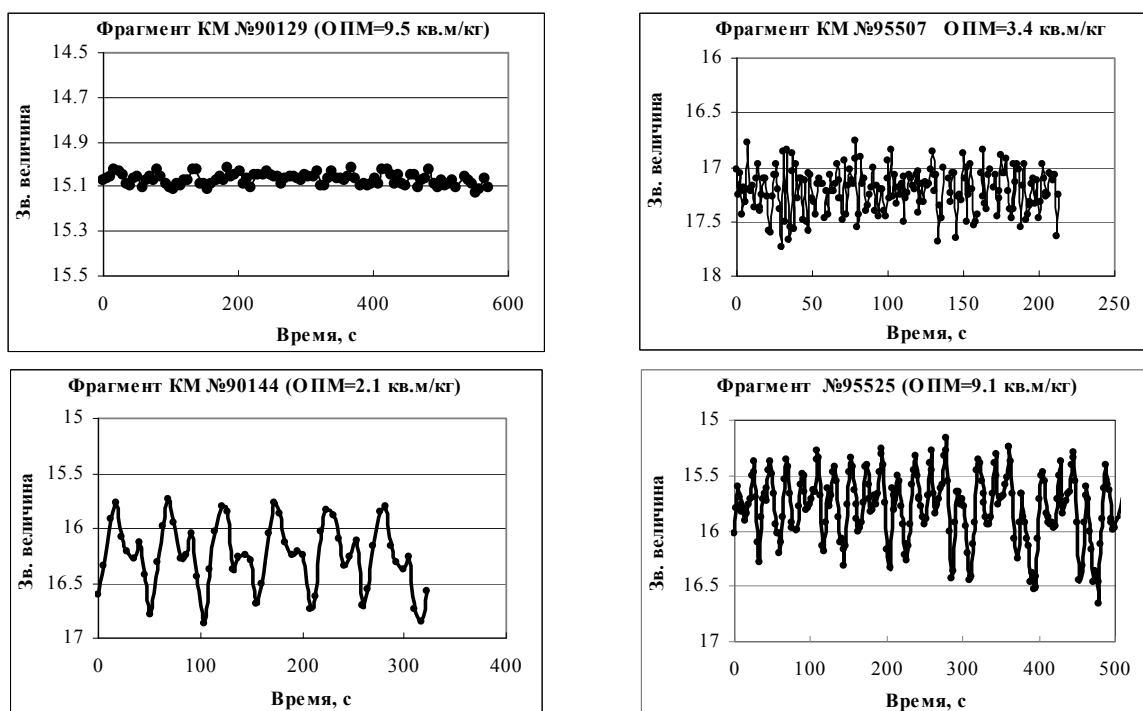 Фрагмент КМ №90129 (ОПМ=9.5 кв.м/кг)
Зв. величина
14.5
14.7
14.9
15.1
15.3
15.5
0 200 400 600
Время, с
Фрагмент КМ №95507 ОПМ=3.4 кв.м/кг
Зв. величина
16
16.5
17
17.5
18
0 50 100 150 200 250
Время, с
Фрагмент КМ №90144 (ОПМ=2.1 кв.м/кг)
Зв. величина
15
15.5
16
16.5
17
0 100 200 300 400
Время, с
Фрагмент №95525 (ОПМ=9.1 кв.м/кг)
Зв. величина
15
15.5
16
16.5
17
0 100 200 300 400 500
Время, с